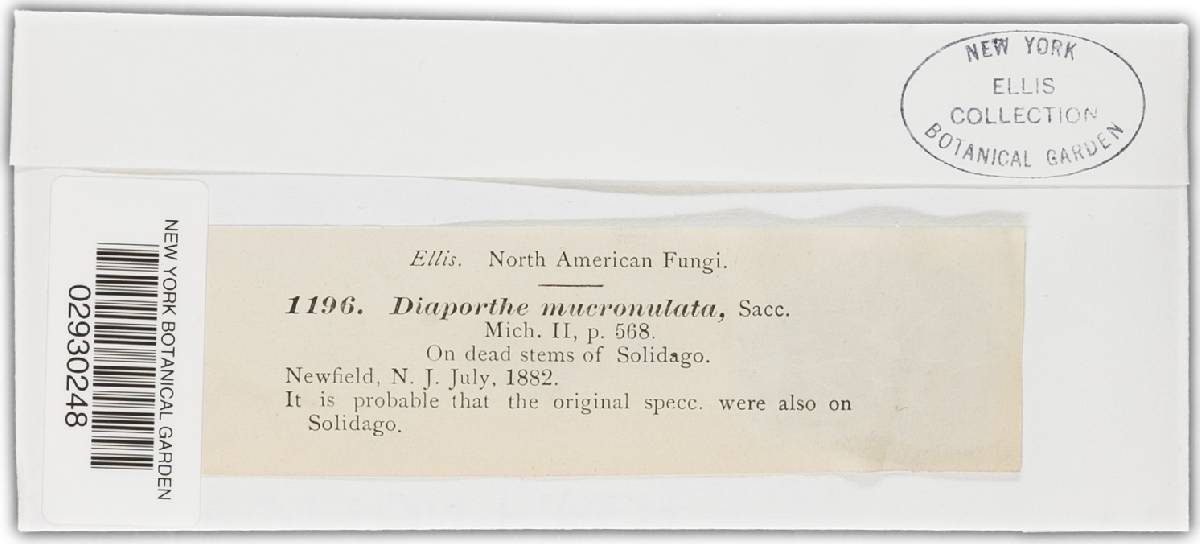 NEW YORK
ELLIS
COLLECTION
BOTANICAL GARDEN
NEW YORK BOTANICAL GARDEN
02930248
Ellis. North American Fungi.
1196. Diaporthe mucronulata, Sacc.
Mich. II, p. 568.
On dead stems of Solidago.
Newfield, N. J. July, 1882.
It is probable that the original specc. were also on
Solidago.